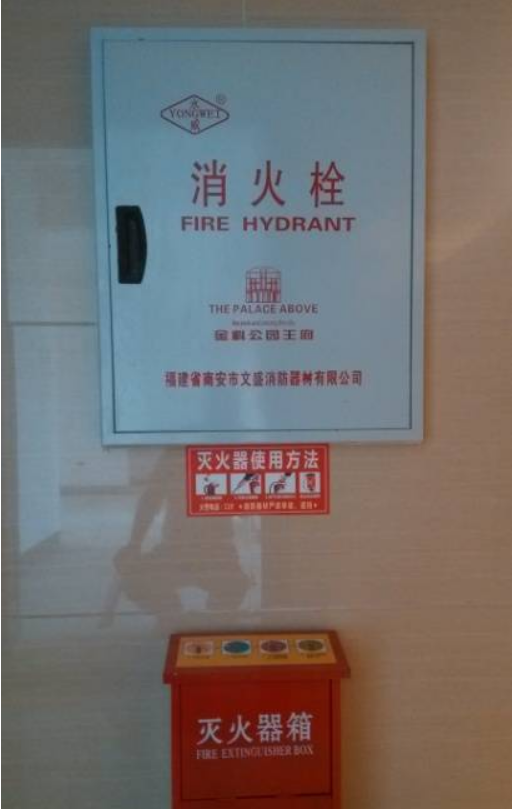 永
YONGWEI
威
®
消火栓
FIRE HYDRANT
THE PALACE ABOVE
金科公园王府
福建省南安市文盛消防器材有限公司
灭火器使用方法
灭火器箱
FIRE EXTINGUISHER BOX